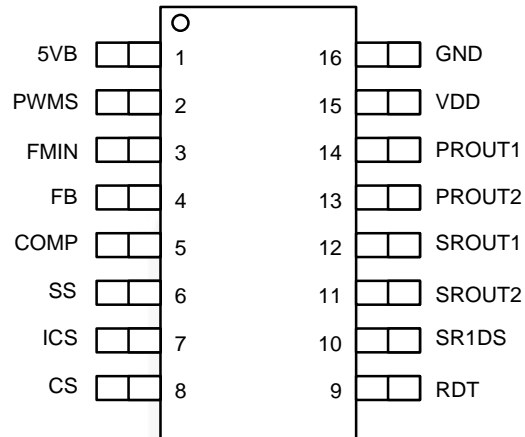 5VB 1 16 GND
PWMS 2 15 VDD
FMIN 3 14 PROUT1
FB 4 13 PROUT2
COMP 5 12 SROUT1
SS 6 11 SROUT2
ICS 7 10 SR1DS
CS 8 9 RDT